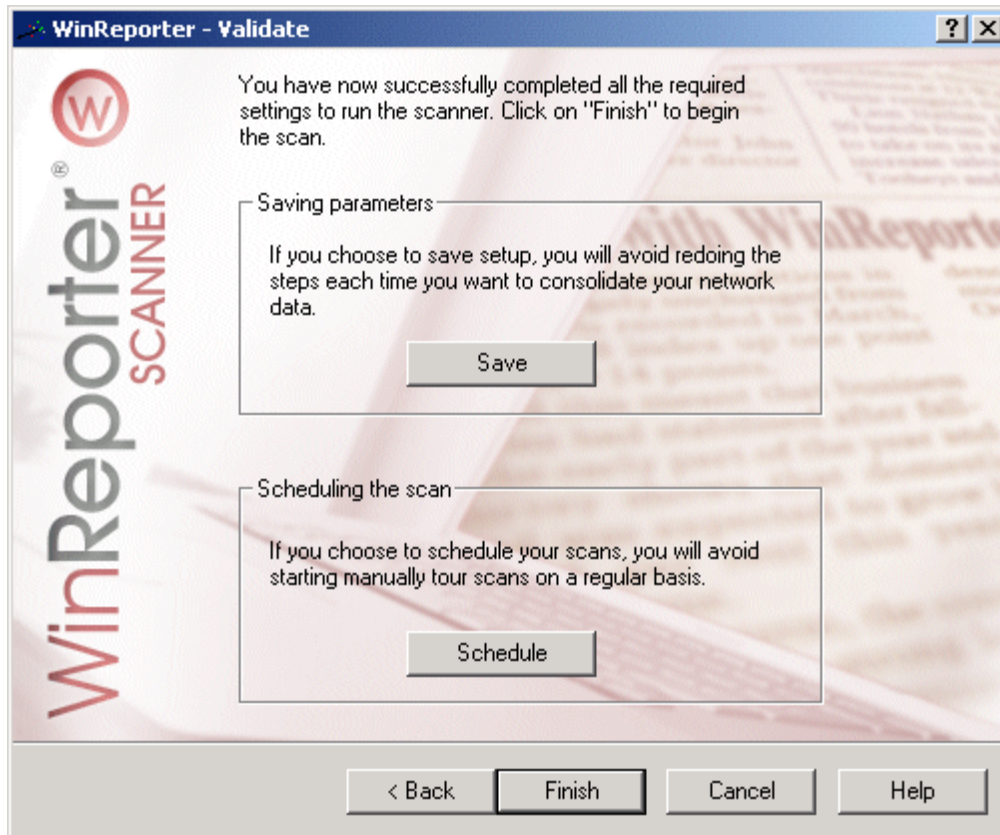 WinReporter - Validate
WinReporter®
SCANNER
W
You have now successfully completed all the required
settings to run the scanner. Click on "Finish" to begin
the scan.
Saving parameters
If you choose to save setup, you will avoid redoing the
steps each time you want to consolidate your network
data.
Save
Scheduling the scan
If you choose to schedule your scans, you will avoid
starting manually tour scans on a regular basis.
Schedule
with WinReporte
< Back
Finish
Cancel
Help